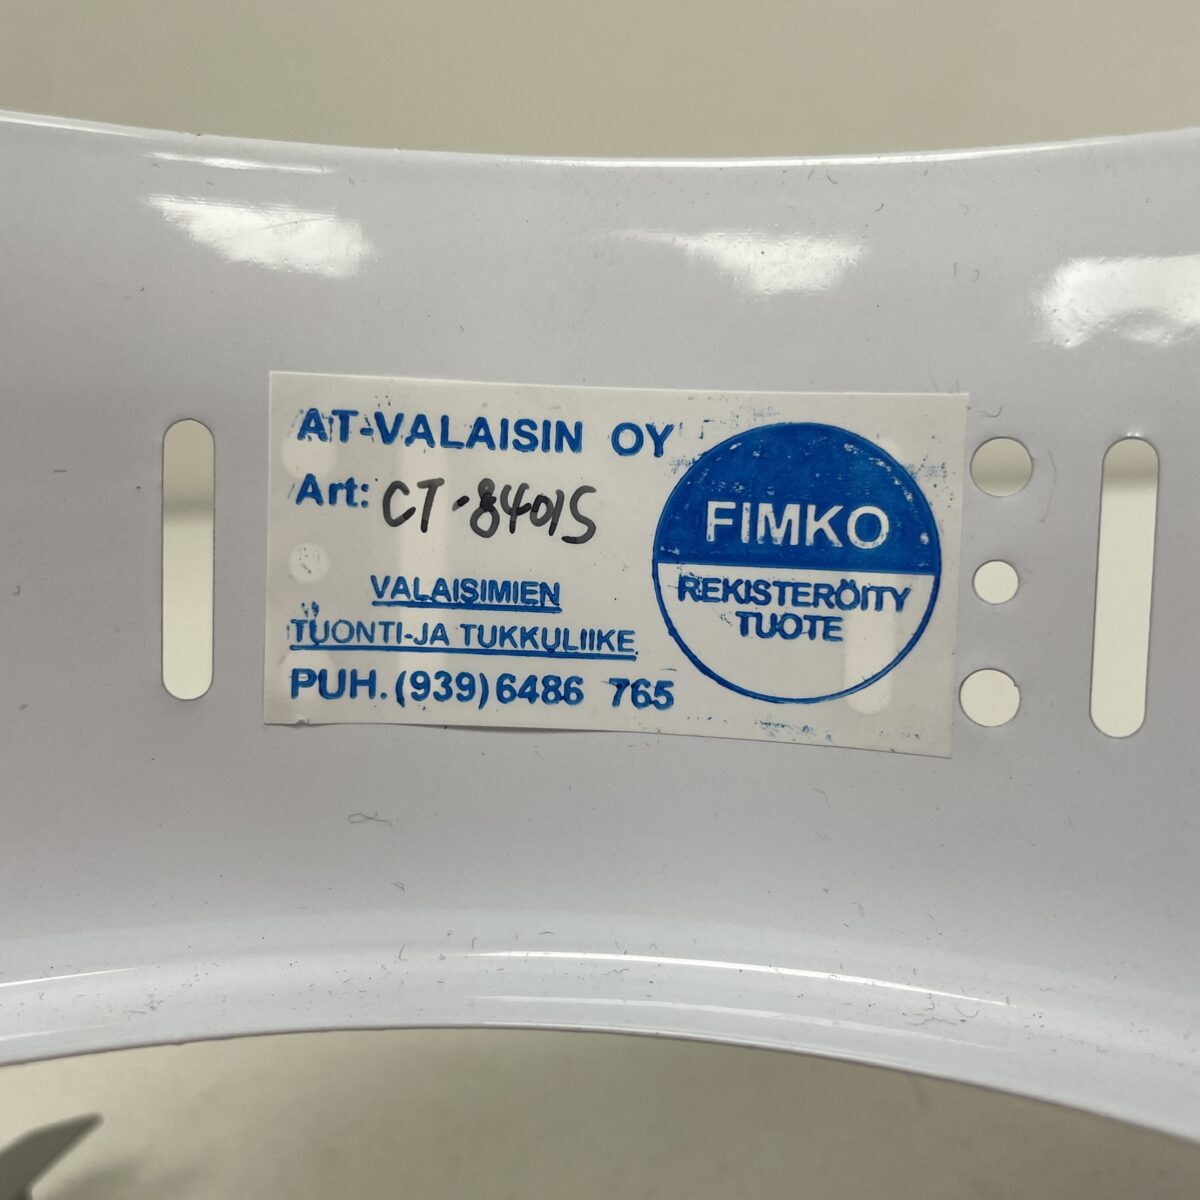 AT-VALAISIN OY
Art: CT-8401S
VALAISIMIEN
TUONTI-JA TUKKULIIKE
PUH. (939) 6486 765
FIMKO
REKISTERÖITY
TUOTE